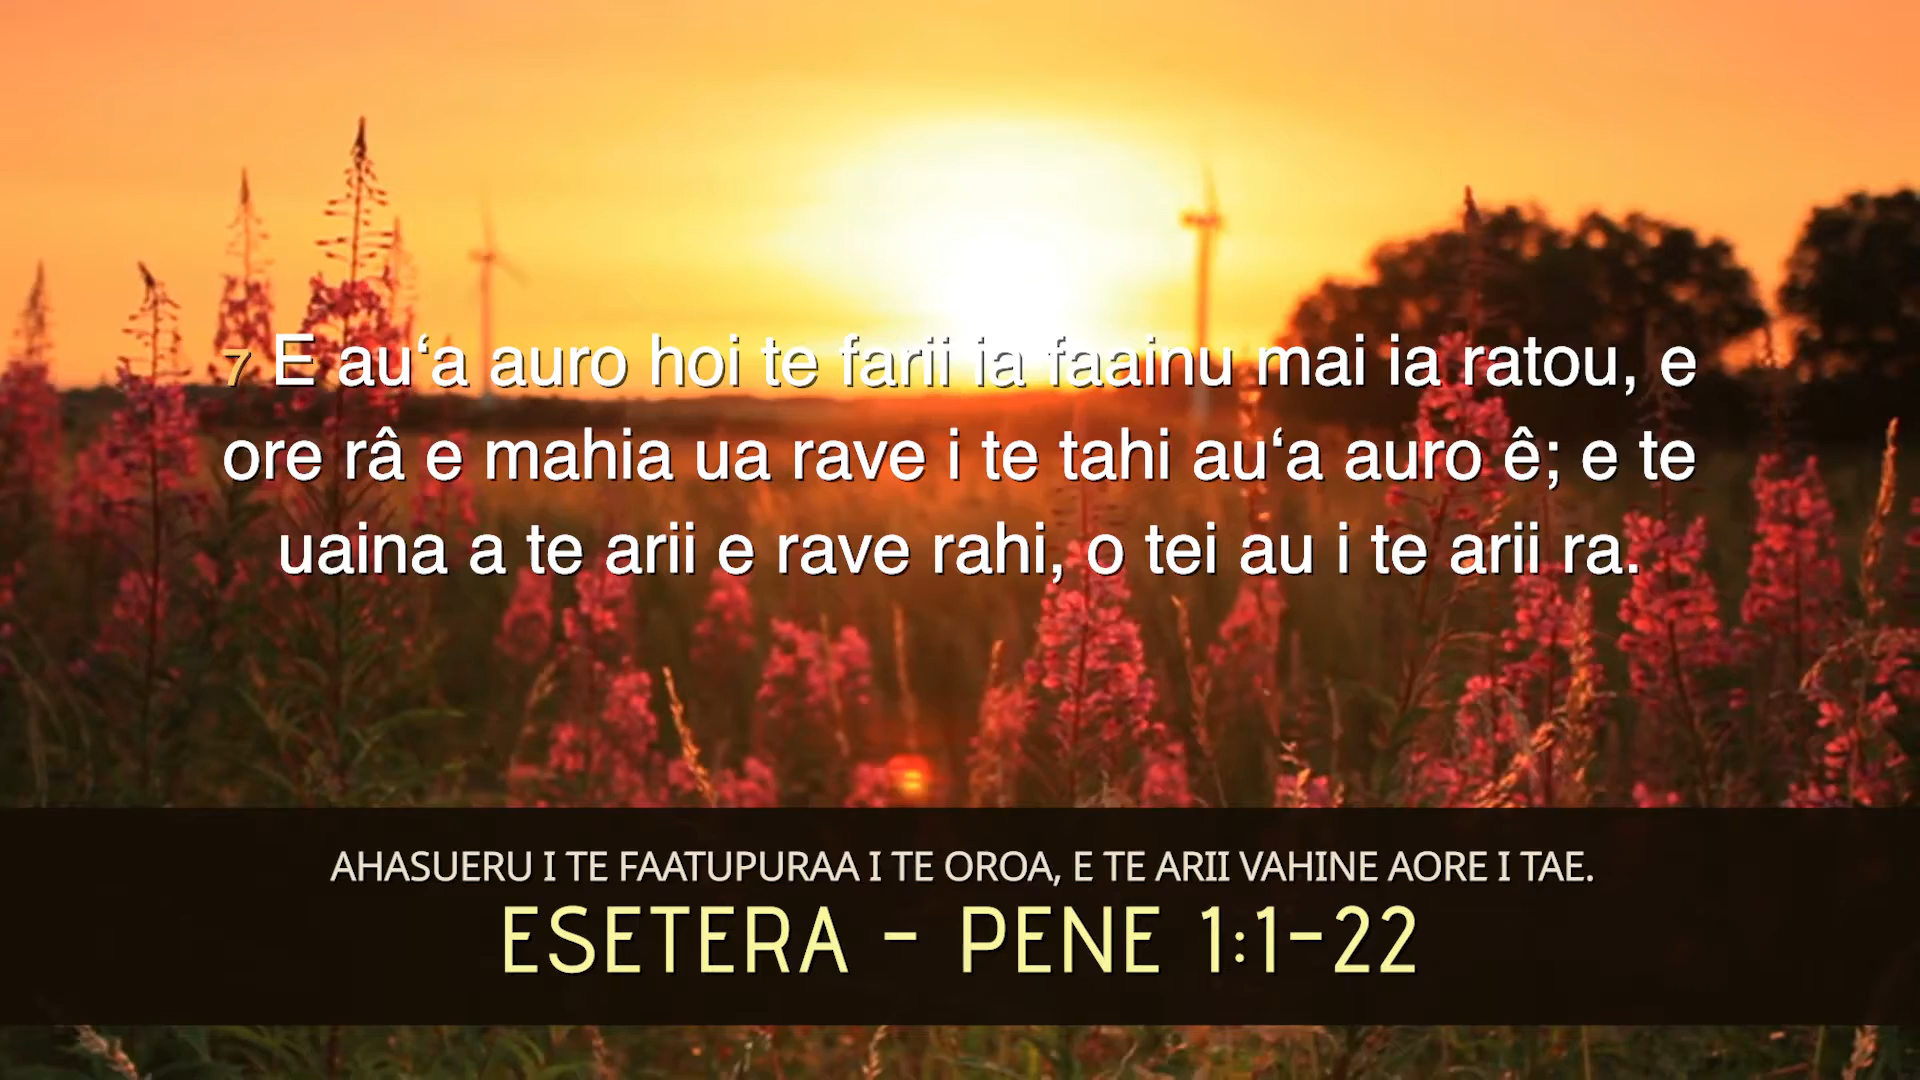 7 E au‘a auro hoi te farii ia faainu mai ia ratou, e
ore râ e mahia ua rave i te tahi au‘a auro ê; e te
uaina a te arii e rave rahi, o tei au i te arii ra.
AHASUERU I TE FAATUPURAA I TE OROA, E TE ARII VAHINE AORE I TAE.
ESETERA – PENE 1:1–22